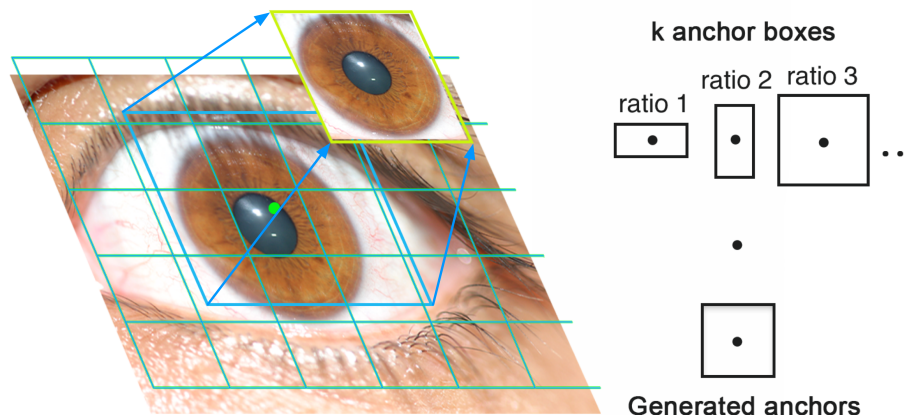 k anchor boxes
ratio 1
ratio 2
ratio 3
..
Generated anchors